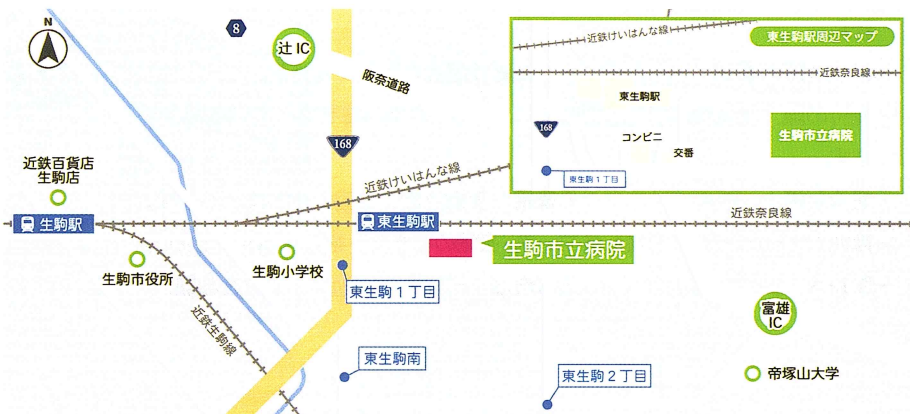 N
8
辻 IC
阪奈道路
168
近鉄けいはんな線
東生駒駅周辺マップ
近鉄奈良線
東生駒駅
168
コンビニ
交番
生駒市立病院
東生駒1丁目
近鉄百貨店
生駒店
近鉄けいはんな線
生駒駅
東生駒駅
近鉄奈良線
生駒市立病院
生駒市役所
生駒小学校
東生駒1丁目
近鉄生駒線
富雄
IC
東生駒南
東生駒2丁目
帝塚山大学